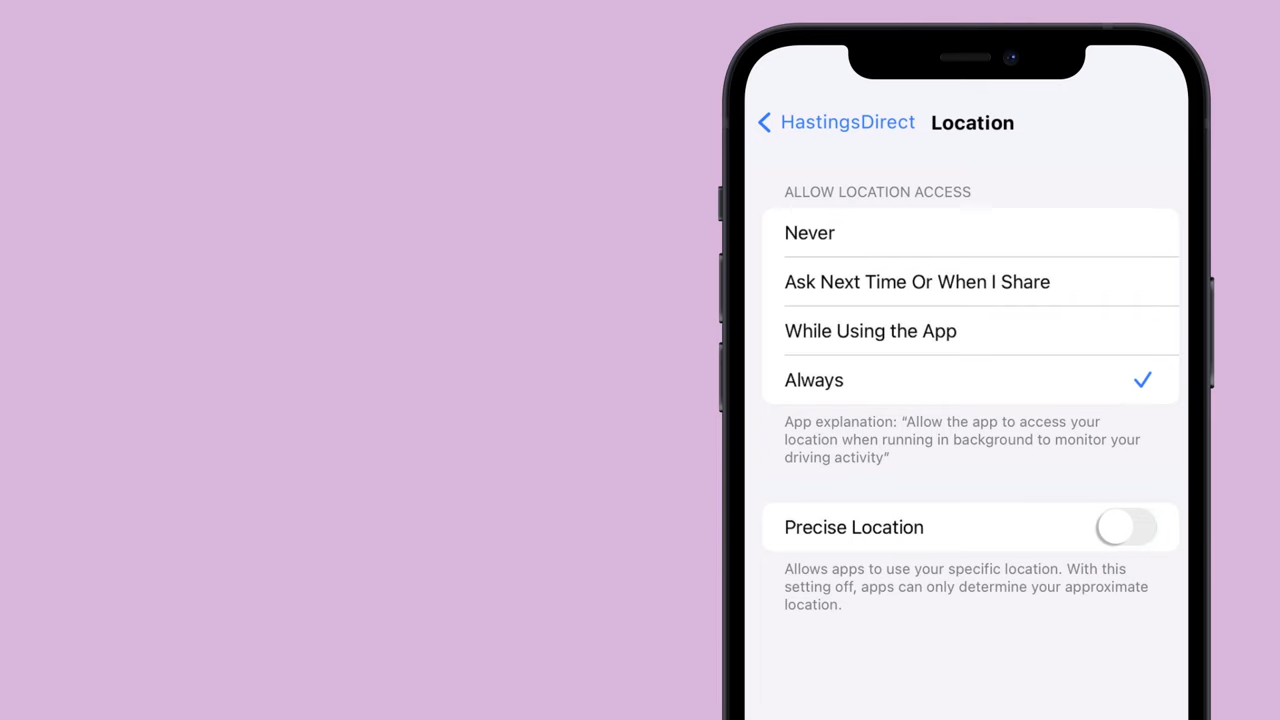 HastingsDirect Location
ALLOW LOCATION ACCESS
Never
Ask Next Time Or When I Share
While Using the App
Always
App explanation: “Allow the app to access your
location when running in background to monitor your
driving activity”
Precise Location
Allows apps to use your specific location. With this
setting off, apps can only determine your approximate
location.